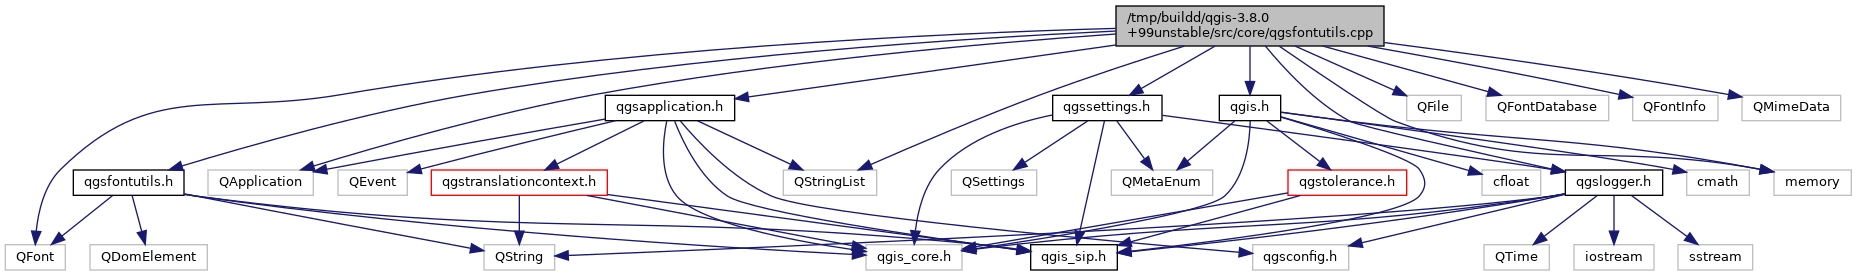 /tmp/buildd/qgis-3.8.0
+99unstable/src/core/qgsfontutils.cpp
qgsapplication.h
qgssettings.h
qgis.h
QFile
QFontDatabase
QFontInfo
QMimeData
qgsfontutils.h
QApplication
QEvent
qgstranslationcontext.h
QStringList
QSettings
QMetaEnum
qgstolerance.h
cfloat
qgslogger.h
cmath
memory
QFont
QDomElement
QString
qgis_core.h
qgis_sip.h
qgsconfig.h
QTime
iostream
sstream